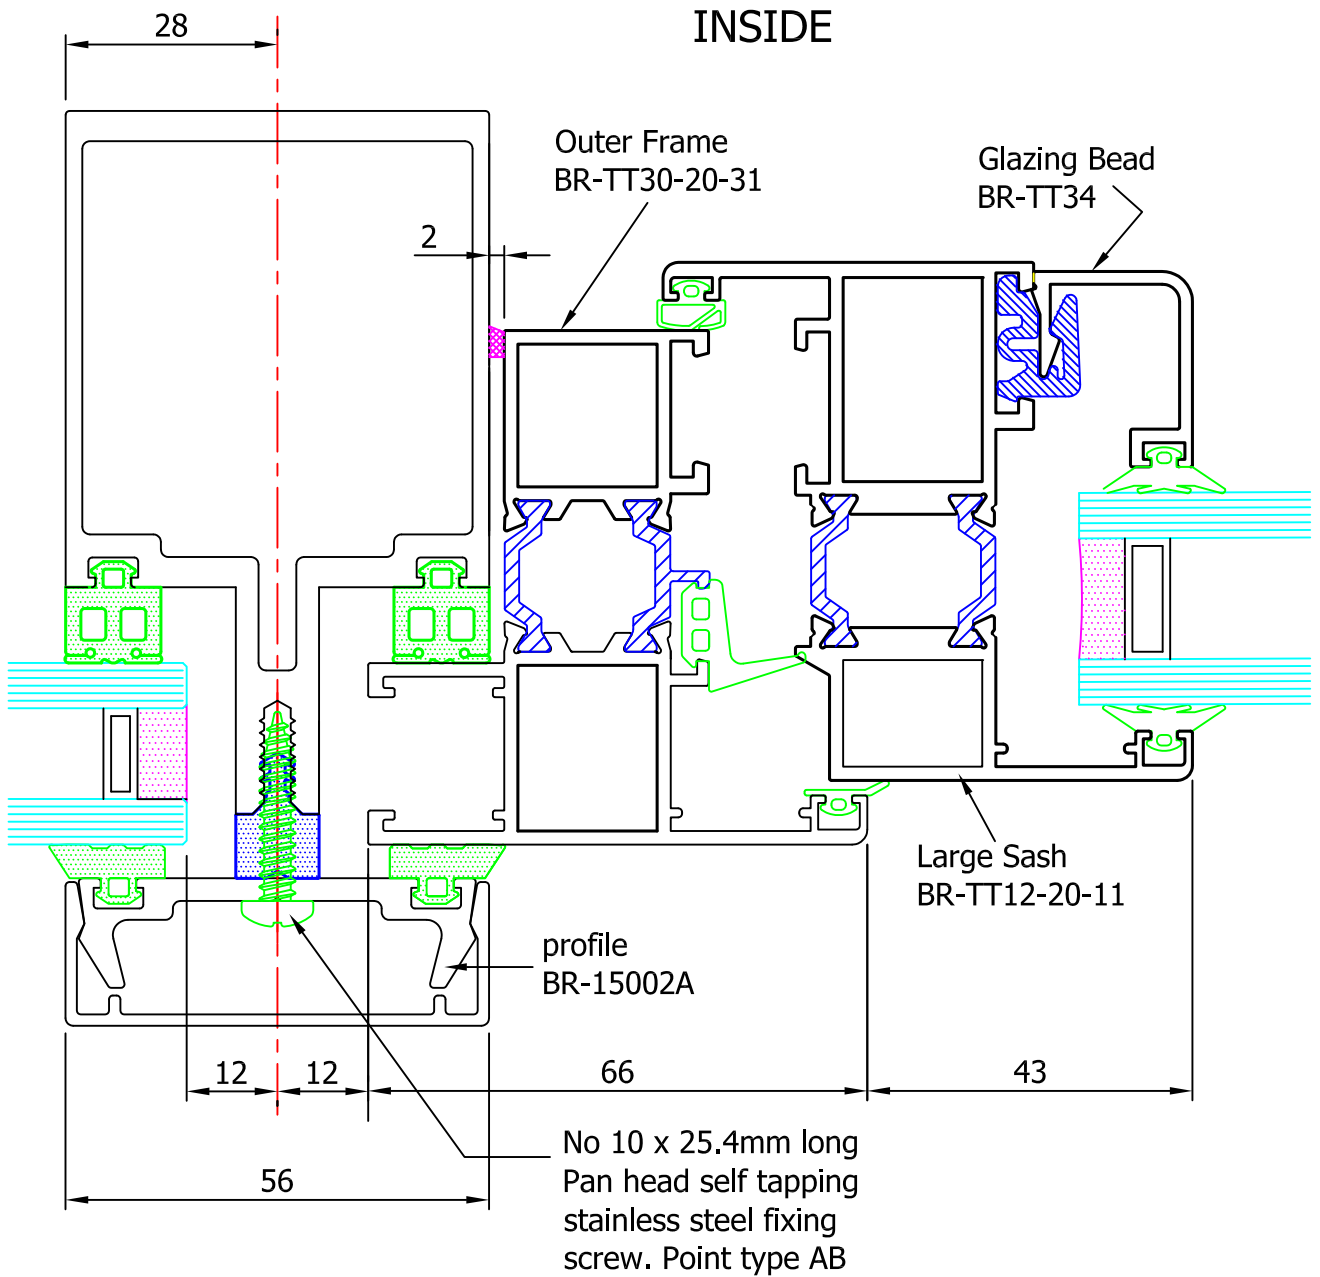 INSIDE
28
Outer Frame
BR-TT30-20-31
Glazing Bead
BR-TT34
2
Large Sash
BR-TT12-20-11
profile
BR-15002A
12
12
66
43
No 10 x 25.4mm long
Pan head self tapping
stainless steel fixing
screw. Point type AB
56